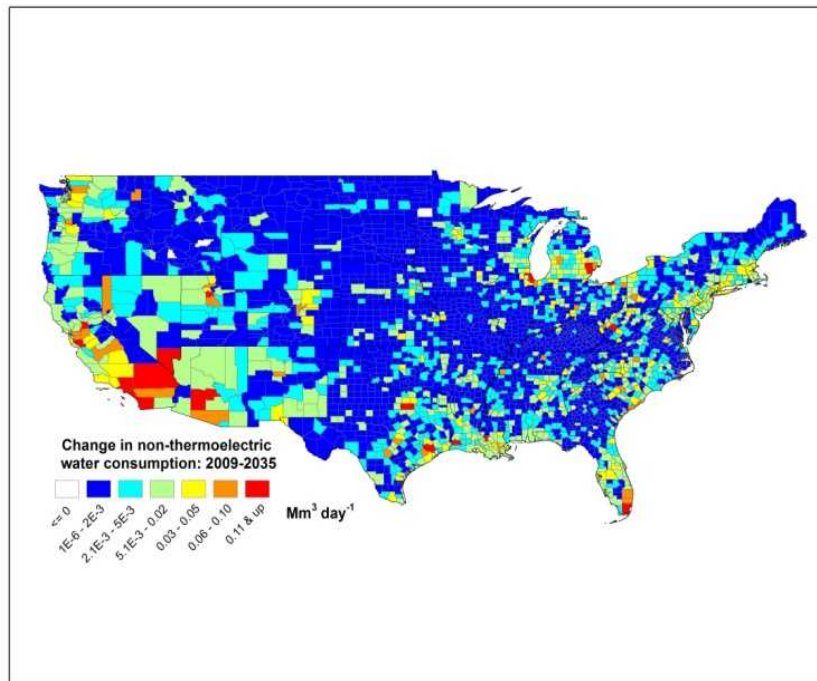 Change in non-thermoelectric
water consumption: 2009-2035
Mm³ day⁻¹
<= 0
1E-6 - 2E-3
2.1E-3 - 5E-3
5.1E-3 - 0.02
0.03 - 0.05
0.06 - 0.10
0.11 & up